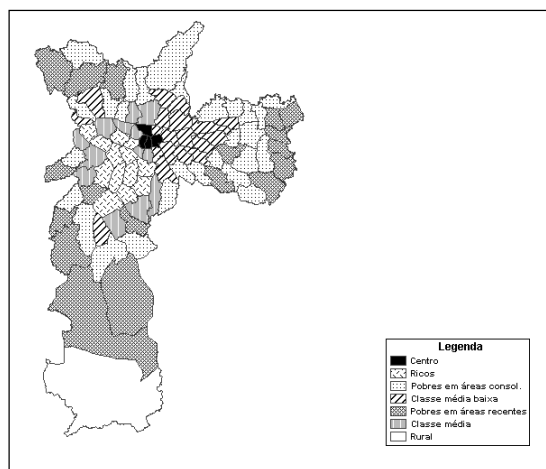 Legenda
Centro
Ricos
Pobres em áreas consol.
Classe média baixa
Pobres em áreas recentes
Classe média
Rural